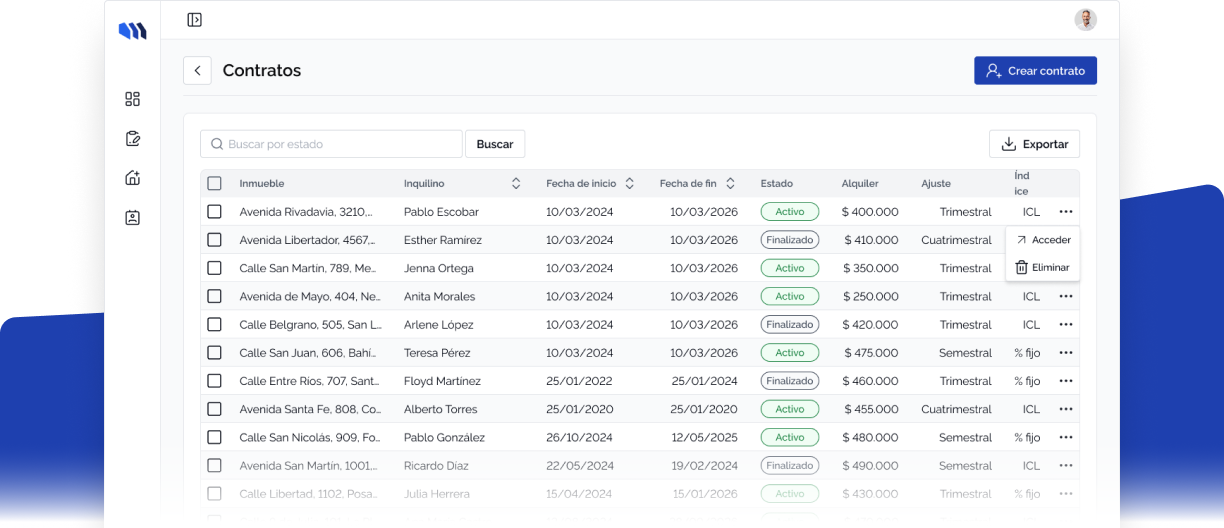 Contratos
Crear contrato
Buscar por estado
Buscar
Exportar
Inmueble Inquilino Fecha de inicio Fecha de fin Estado Alquiler Ajuste Índ
ice
Avenida Rivadavia, 3210,... Pablo Escobar 10/03/2024 10/03/2026 Activo $ 400.000 Trimestral ICL
Avenida Libertador, 4567,... Esther Ramírez 10/03/2024 10/03/2026 Finalizado $ 410.000 Cuatrimestral Acceder
Calle San Martín, 789, Me... Jenna Ortega 10/03/2024 10/03/2026 Activo $ 350.000 Trimestral Eliminar
Avenida de Mayo, 404, Ne... Anita Morales 10/03/2024 10/03/2026 Activo $ 250.000 Trimestral ICL
Calle Belgrano, 505, San L... Arlene López 10/03/2024 10/03/2026 Finalizado $ 420.000 Trimestral ICL
Calle San Juan, 606, Bahí... Teresa Pérez 10/03/2024 10/03/2026 Activo $ 475.000 Semestral % fijo
Calle Entre Ríos, 707, Sant... Floyd Martínez 25/01/2022 25/01/2024 Finalizado $ 460.000 Trimestral % fijo
Avenida Santa Fe, 808, Co... Alberto Torres 25/01/2020 25/01/2020 Activo $ 455.000 Cuatrimestral ICL
Calle San Nicolás, 909, Fo... Pablo González 26/10/2024 12/05/2025 Activo $ 480.000 Semestral % fijo
Avenida San Martín, 1001,... Ricardo Díaz 22/05/2024 19/02/2024 Finalizado $ 490.000 Semestral ICL
Calle Libertad, 1102, Posa... Julia Herrera 15/04/2024 15/01/2026 Activo $ 430.000 Trimestral % fijo